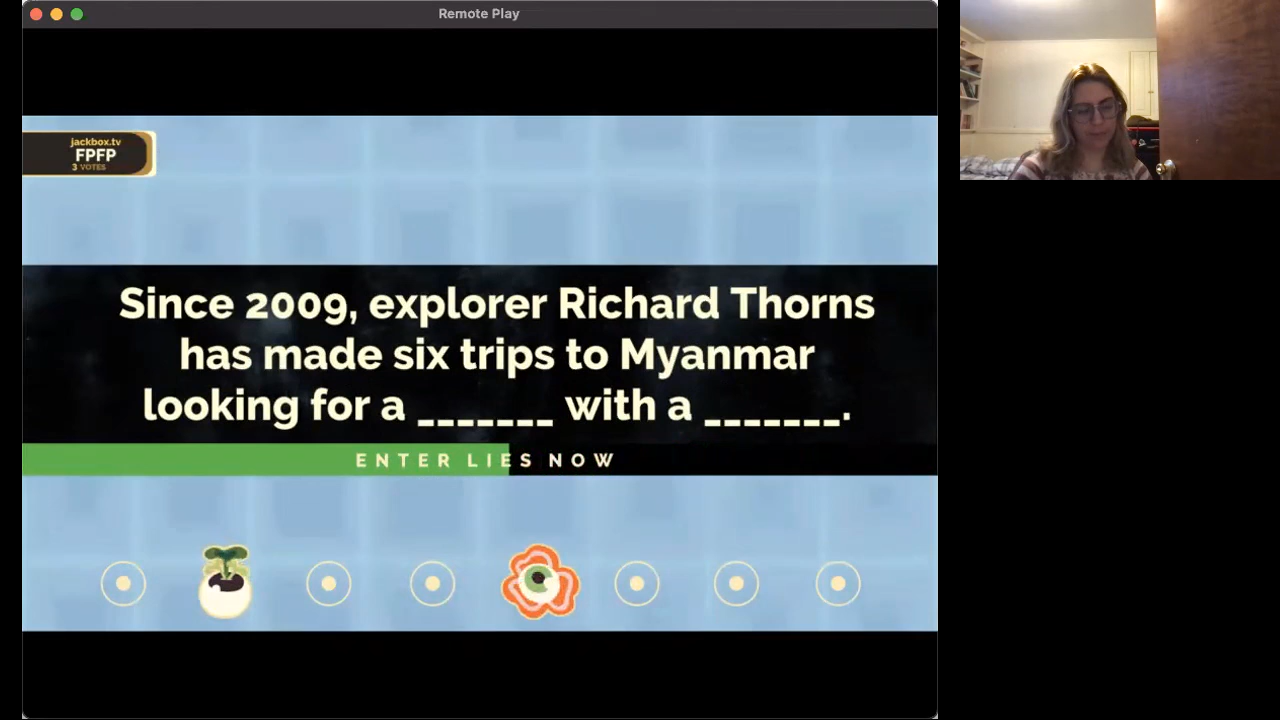 Remote Play
jackbox.tv
FPFP
3 VOTES
Since 2009, explorer Richard Thorns
has made six trips to Myanmar
looking for a _______ with a _______.
ENTER LIES NOW